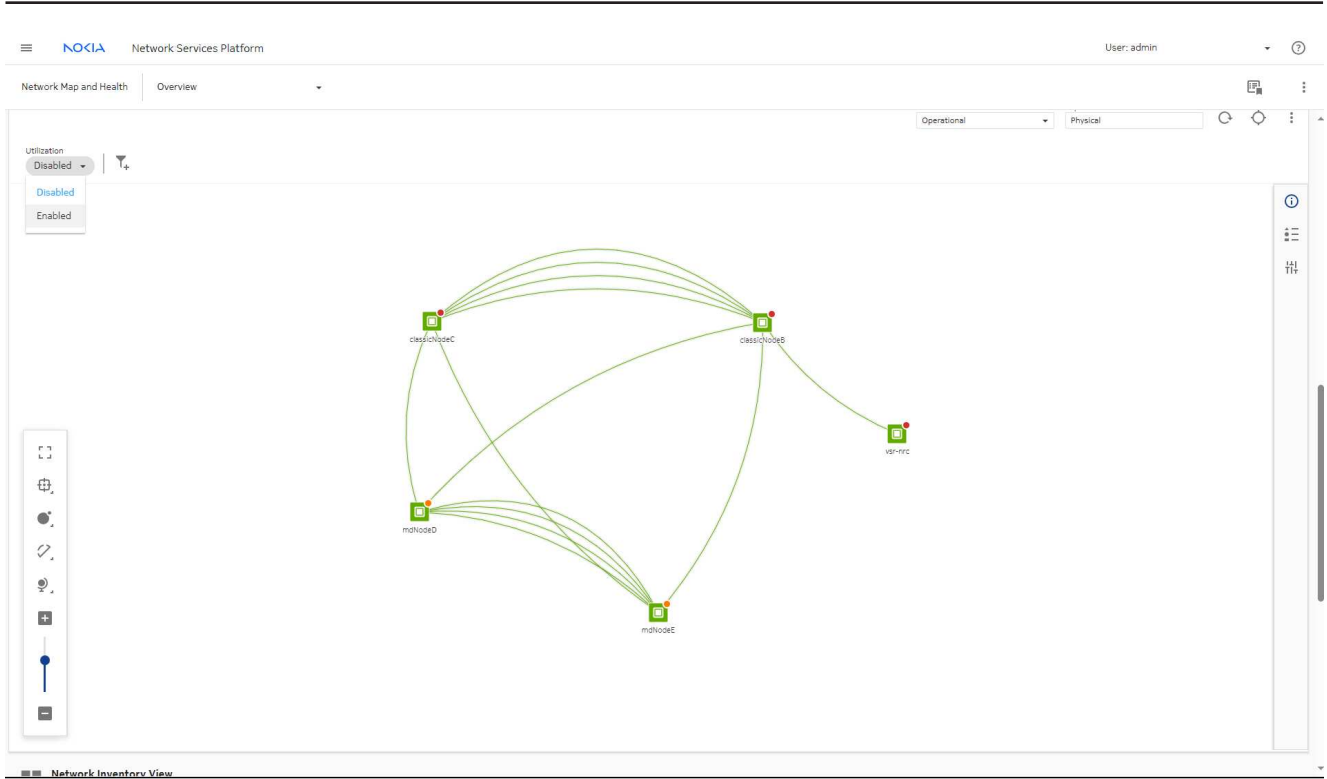 NOKIA Network Services Platform User: admin
Network Map and Health Overview
Operational Physical
Utilization
Disabled
Disabled
Enabled
classicNodeC
classicNodeB
vsr-nrc
mdNodeD
mdNodeE
Network Inventory View